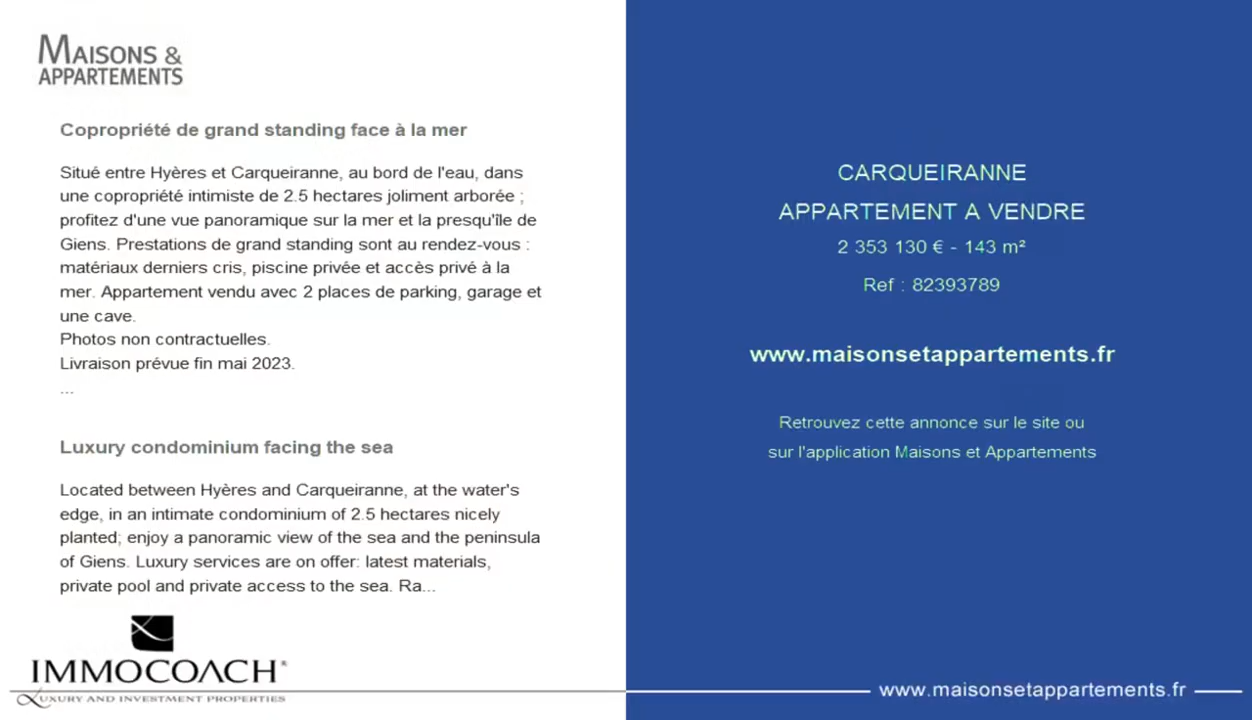 MAISONS &
APPARTEMENTS
Copropriété de grand standing face à la mer
Situé entre Hyères et Carqueiranne, au bord de l'eau, dans
une copropriété intimiste de 2.5 hectares joliment arborée ;
profitez d'une vue panoramique sur la mer et la presqu'île de
Giens. Prestations de grand standing sont au rendez-vous :
matériaux derniers cris, piscine privée et accès privé à la
mer. Appartement vendu avec 2 places de parking, garage et
une cave.
Photos non contractuelles.
Livraison prévue fin mai 2023.
...
Luxury condominium facing the sea
Located between Hyères and Carqueiranne, at the water's
edge, in an intimate condominium of 2.5 hectares nicely
planted; enjoy a panoramic view of the sea and the peninsula
of Giens. Luxury services are on offer: latest materials,
private pool and private access to the sea. Ra...
IMMOCOACH®
LUXURY AND INVESTMENT PROPERTIES
CARQUEIRANNE
APPARTEMENT A VENDRE
2 353 130 € - 143 m²
Ref : 82393789
www.maisonsetappartements.fr
Retrouvez cette annonce sur le site ou
sur l'application Maisons et Appartements
www.maisonsetappartements.fr